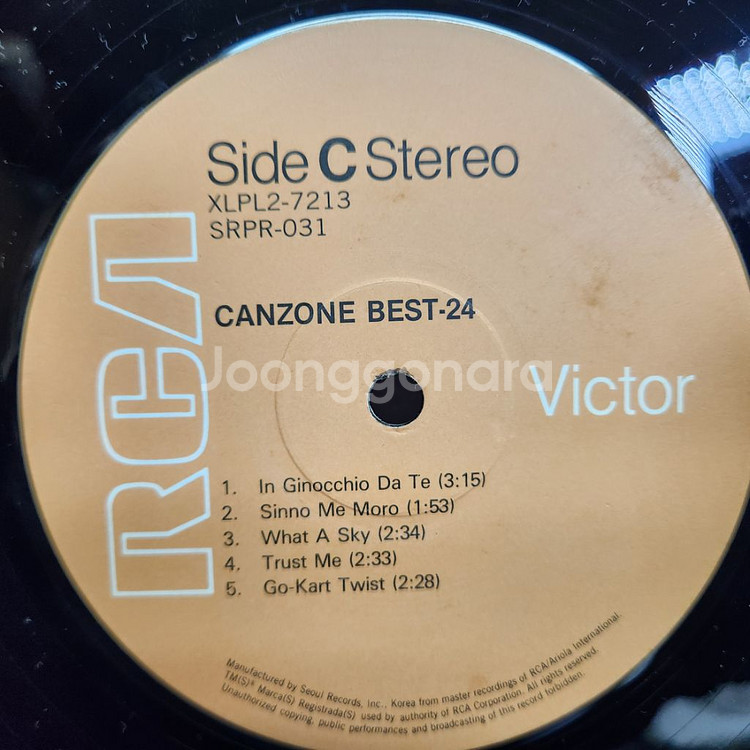 Side C Stereo
XLPL2-7213
SRPR-031
CANZONE BEST-24
RCA
Joonggonara
Victor
1. In Ginocchio Da Te (3:15)
2. Sinno Me Moro (1:53)
3. What A Sky (2:34)
4. Trust Me (2:33)
5. Go-Kart Twist (2:28)
Manufactured by Seoul Records, Inc., Korea from master recordings of RCA/Ariola International.
TM(S)® Marca(S) Registrada(S) used by authority of RCA Corporation. All rights reserved.
Unauthorized copying, public performances and broadcasting of this record forbidden.